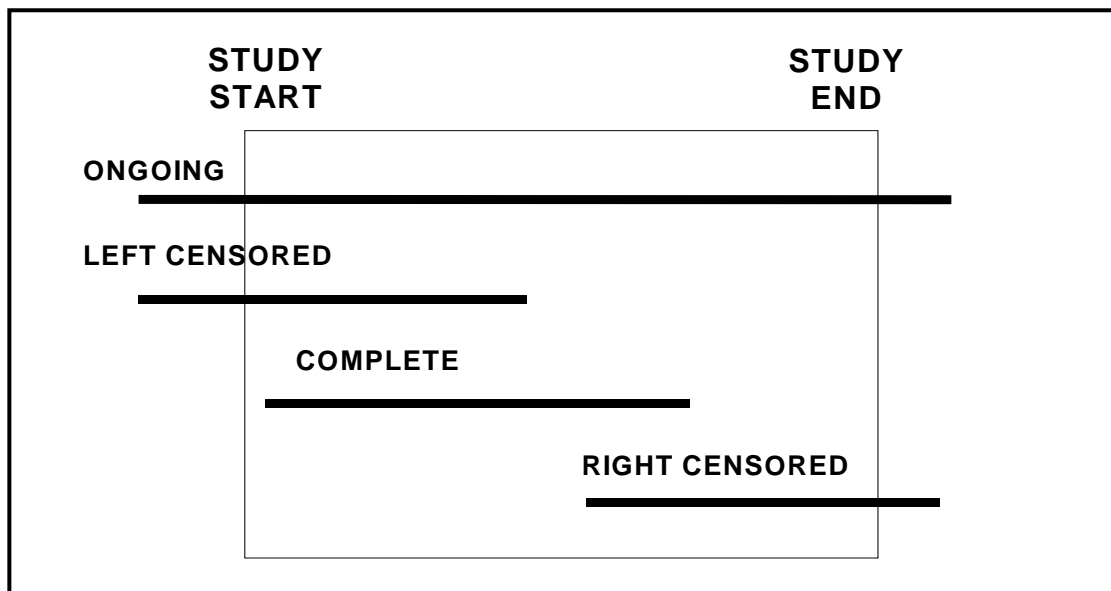 STUDY
START
STUDY
END
ONGOING
LEFT CENSORED
COMPLETE
RIGHT CENSORED